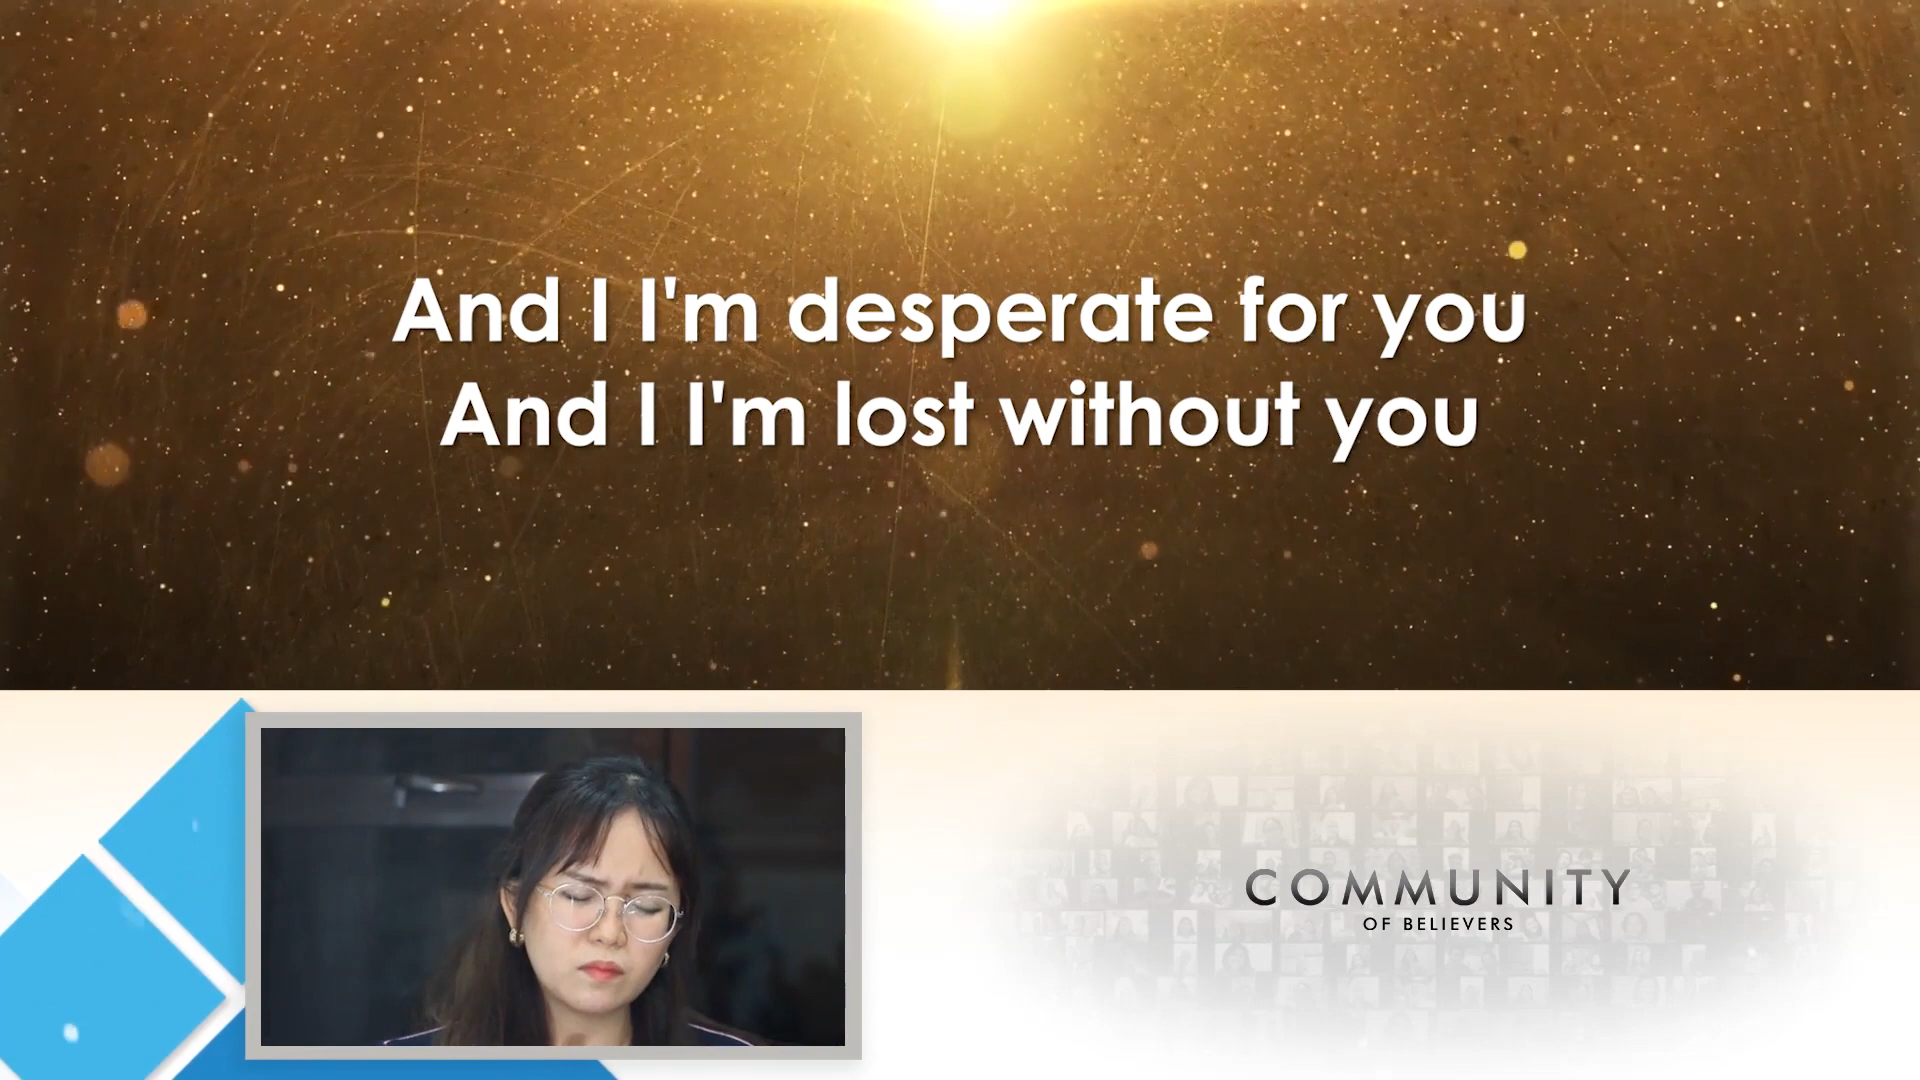 And I I'm desperate for you
And I I'm lost without you
COMMUNITY
OF BELIEVERS